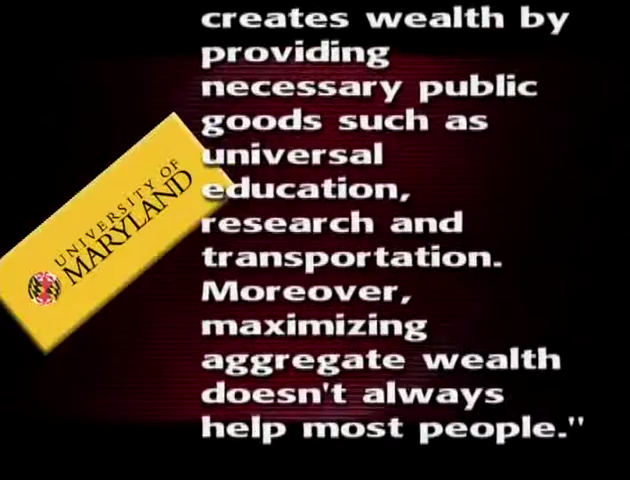 creates wealth by
providing
necessary public
goods such as
universal
education,
research and
transportation.
Moreover,
maximizing
aggregate wealth
doesn't always
help most people."
UNIVERSITY OF
MARYLAND